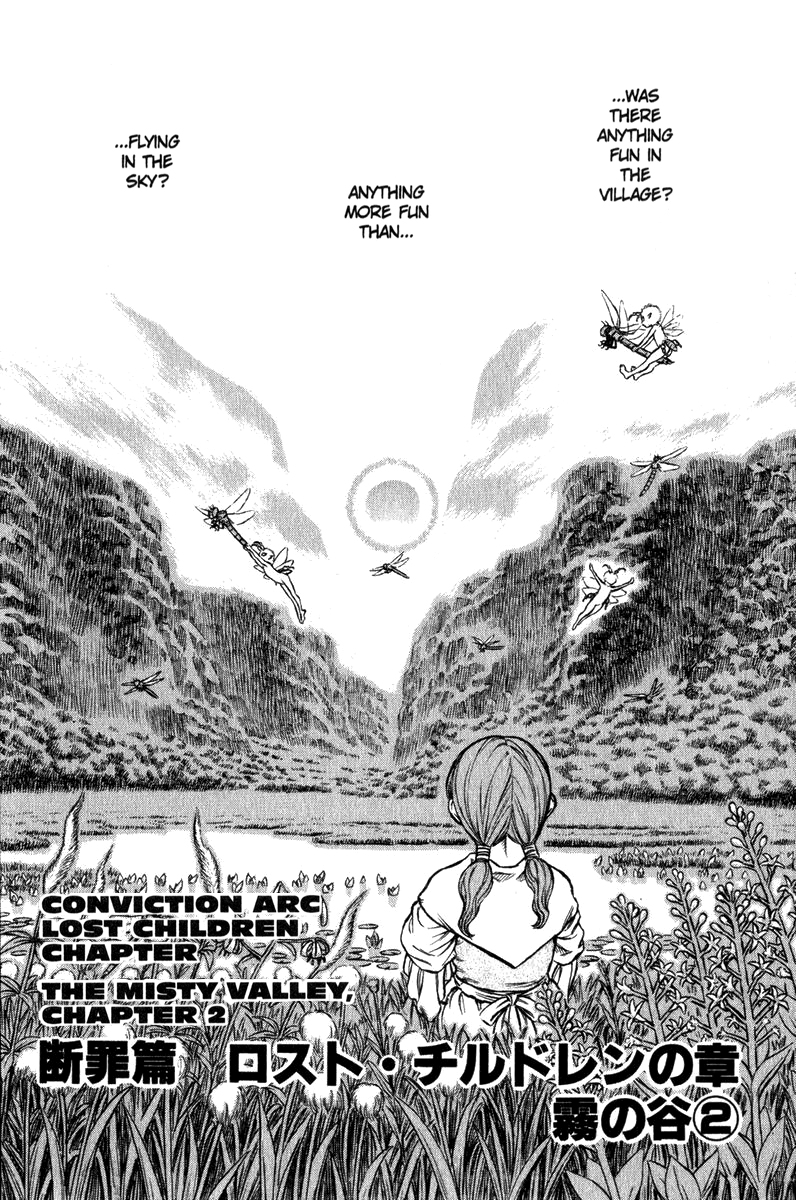 ...WAS
THERE
ANYTHING
FUN IN
THE
VILLAGE?
ANYTHING
MORE FUN
THAN...
...FLYING
IN THE
SKY?
CONVICTION ARC
LOST CHILDREN
CHAPTER
THE MISTY VALLEY,
CHAPTER 2
断罪篇 ロスト・チルドレンの章
霧の谷②